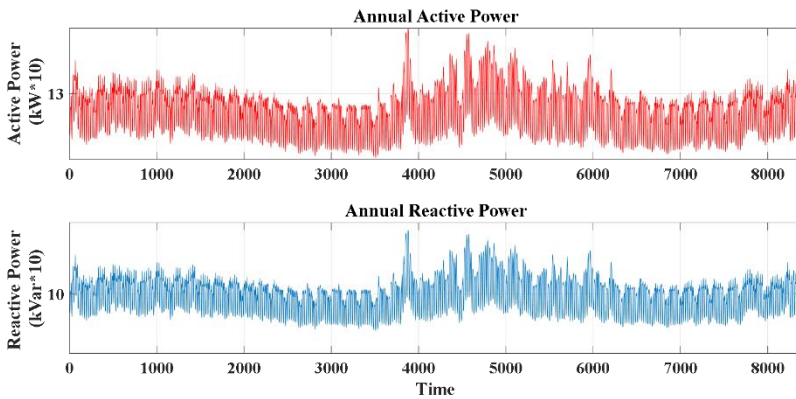 Annual Active Power
Active Power
(kW*10)
13
0 1000 2000 3000 4000 5000 6000 7000 8000
Annual Reactive Power
Reactive Power
(kVar*10)
10
0 1000 2000 3000 4000 5000 6000 7000 8000
Time